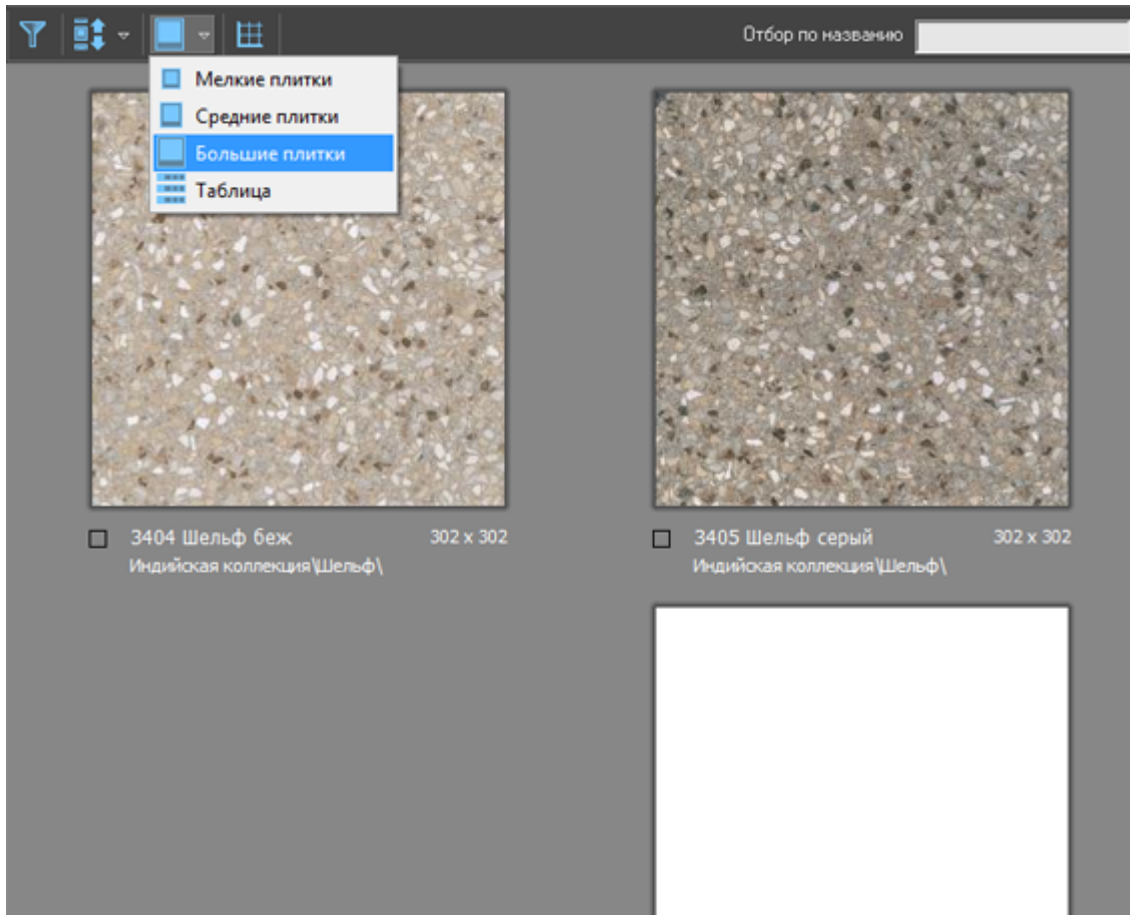 Отбор по названию
Мелкие плитки
Средние плитки
Большие плитки
Таблица
3404 Шельф беж 302 x 302
Индийская коллекция\Шельф\
3405 Шельф серый 302 x 302
Индийская коллекция\Шельф\